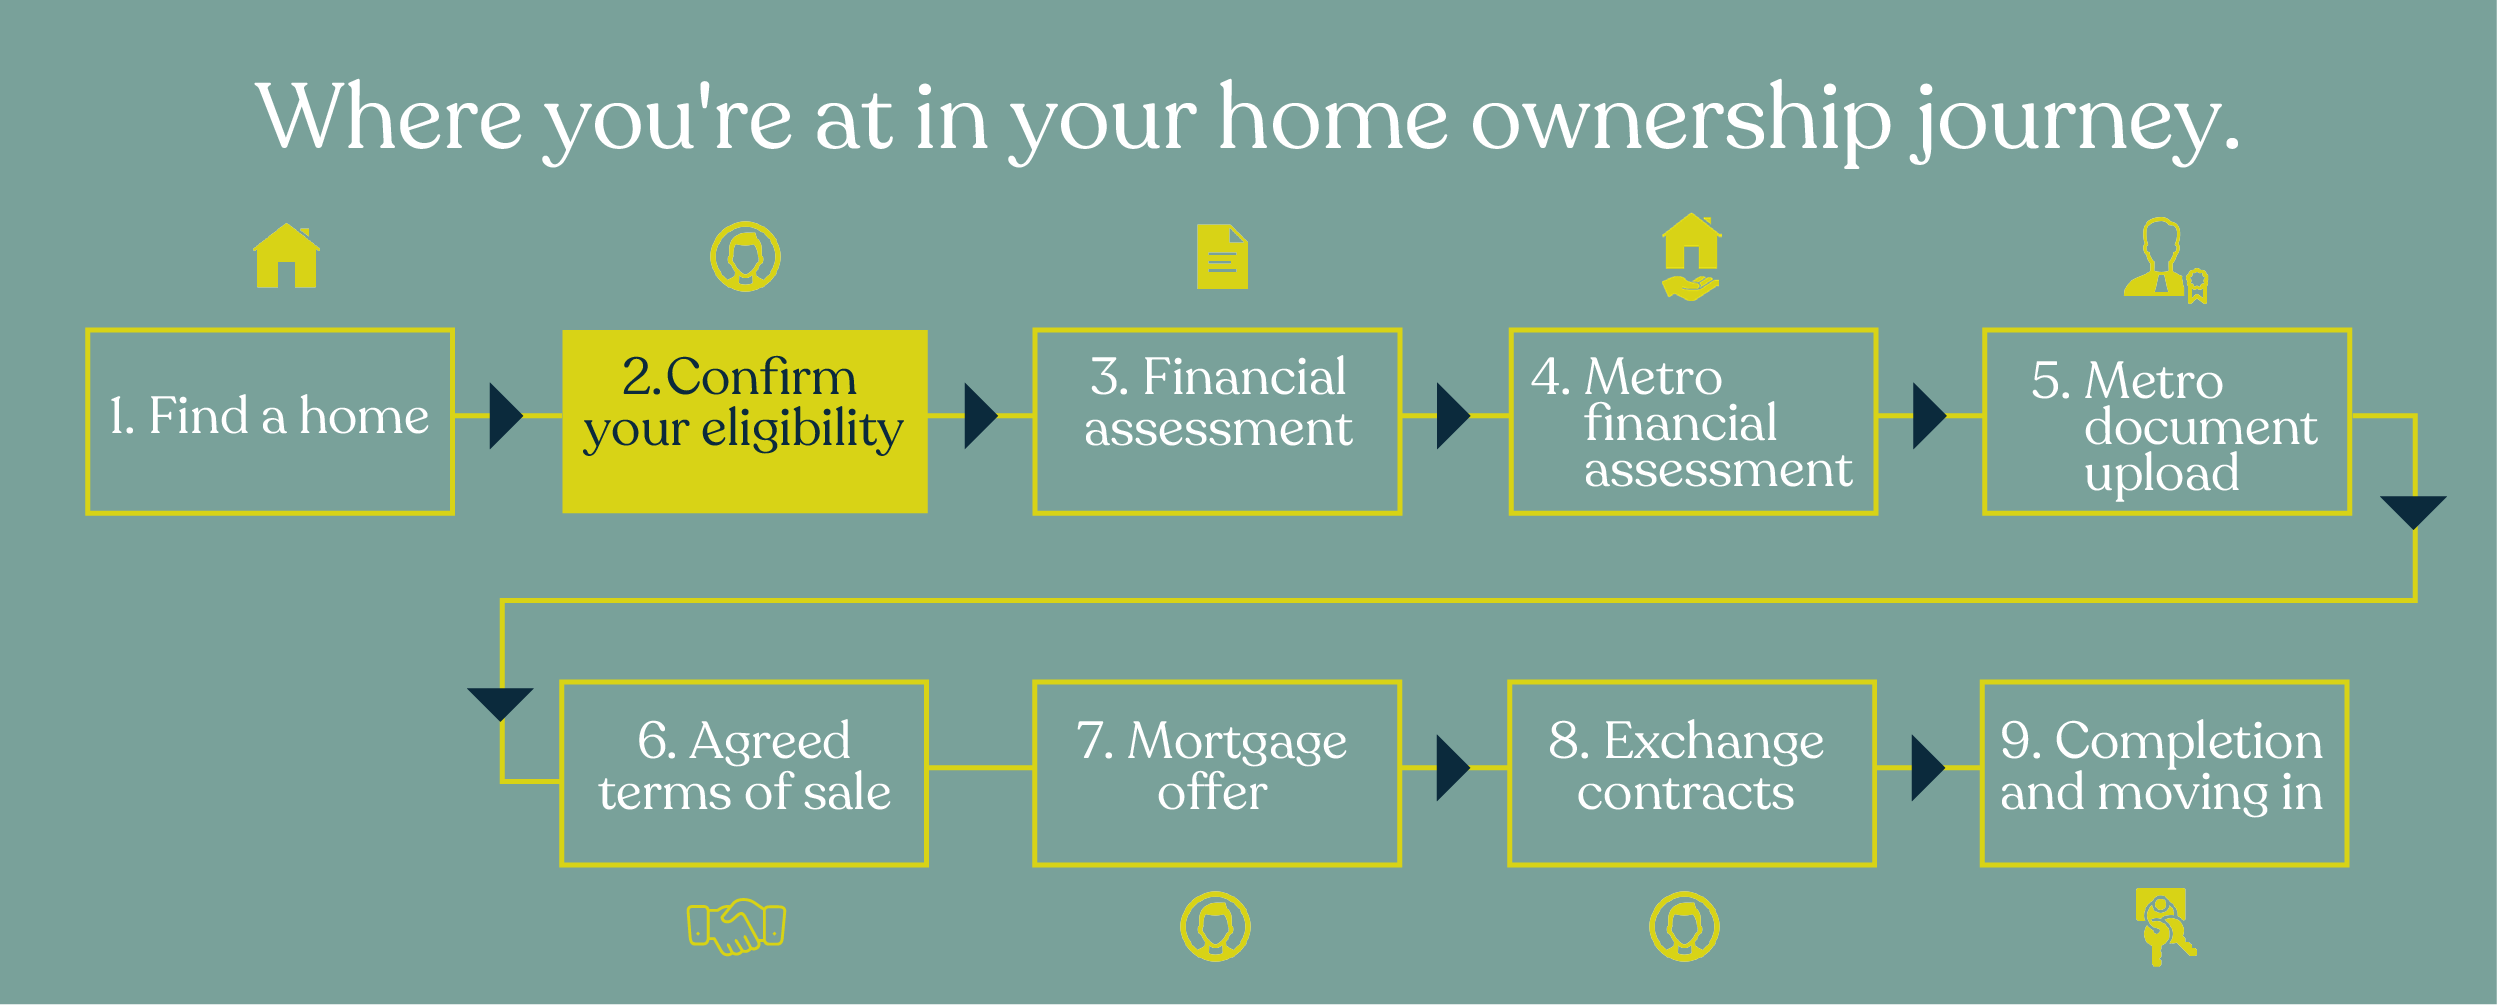 Where you're at in your home ownership journey.
1. Find a home
2.Confirm
your eligibility
3. Financial
assessment
4. Metro
financial
assessment
5. Metro
document
upload
6. Agreed
terms of sale
7. Mortgage
offer
8. Exchange
contracts
9. Completion
and moving in